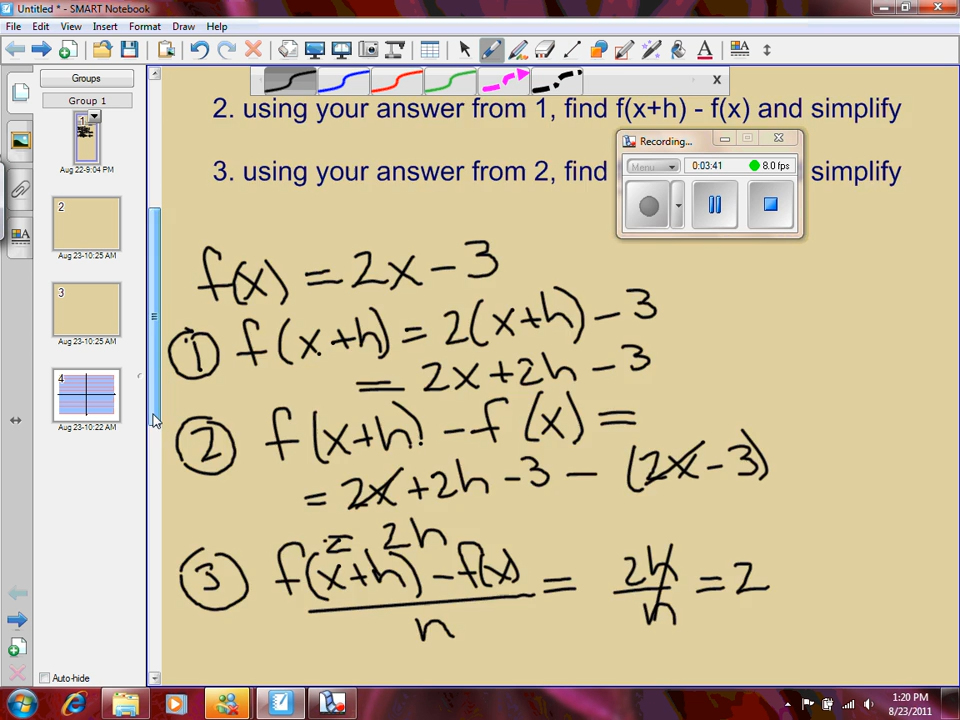 Untitled * - SMART Notebook
File Edit View Insert Format Draw Help
Groups
Group 1
1
Aug 22-9:04 PM
2
Aug 23-10:25 AM
3
Aug 23-10:25 AM
4
Aug 23-10:22 AM
Auto-hide
2. using your answer from 1, find f(x+h) - f(x) and simplify
3. using your answer from 2, find simplify
Recording...
Menu 0:03:41 8.0 fps
f(x) = 2x - 3
① f(x+h) = 2(x+h) - 3
= 2x + 2h - 3
② f(x+h) - f(x) =
= 2x + 2h - 3 - (2x - 3)
= 2h
③ f(x+h) - f(x) / h = 2h / h = 2
1:20 PM
8/23/2011